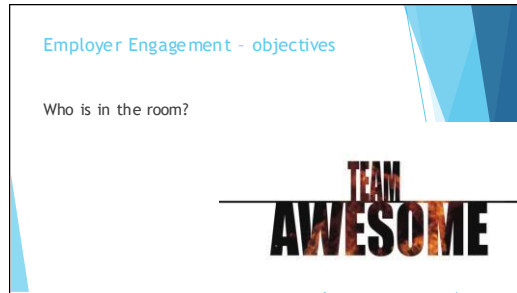 Employer Engagement – objectives
Who is in the room?
TEAM
AWESOME